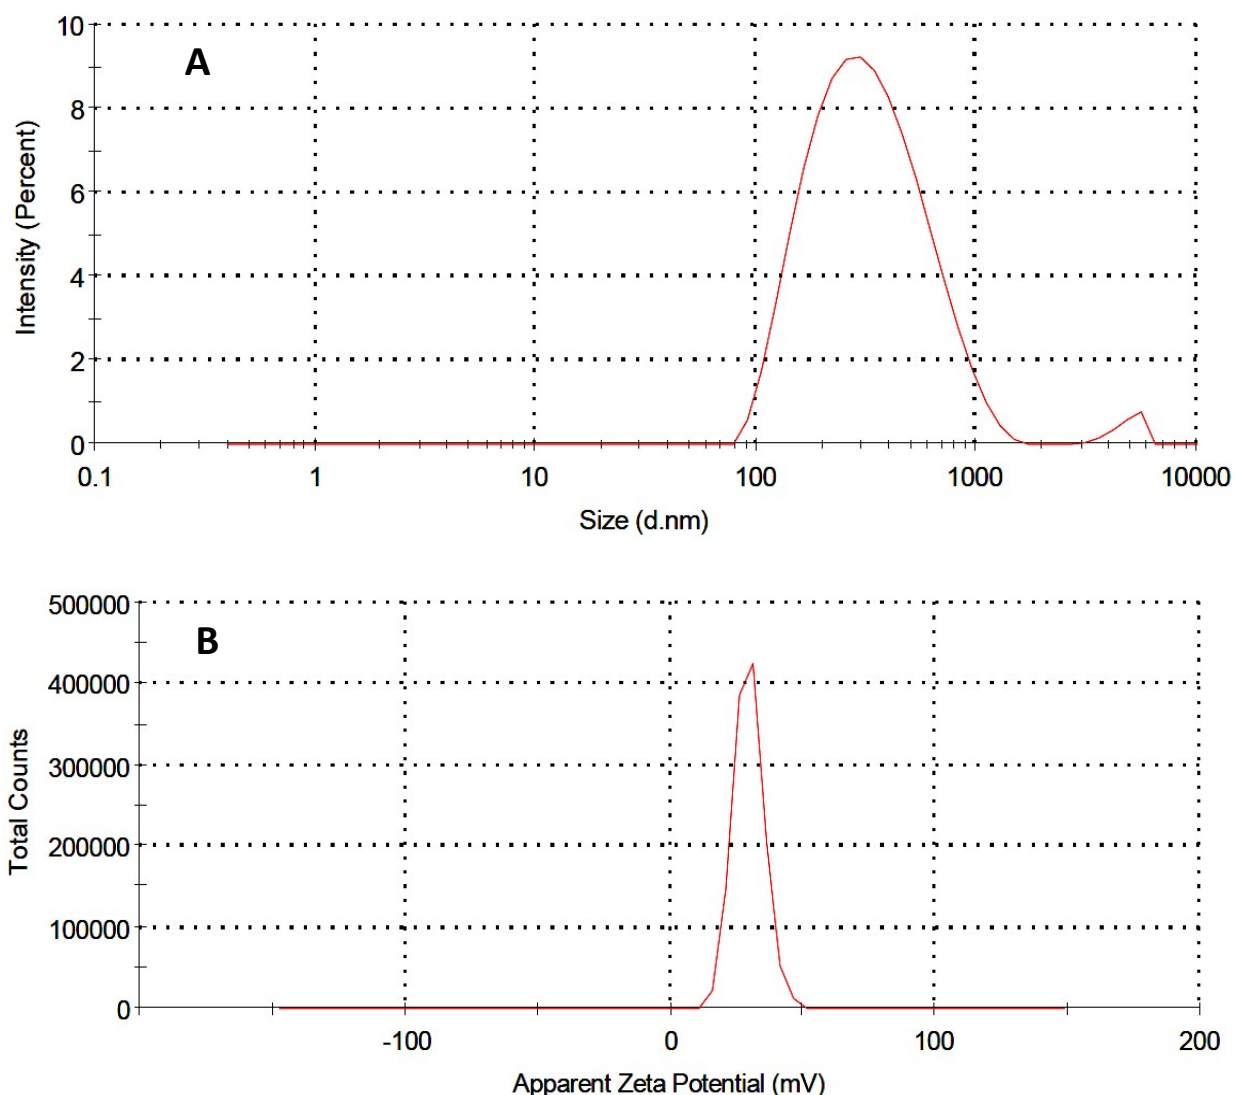 A
10
8
6
4
2
0
Intensity (Percent)
0.1 1 10 100 1000 10000
Size (d.nm)
B
500000
400000
300000
200000
100000
0
Total Counts
-100 0 100 200
Apparent Zeta Potential (mV)